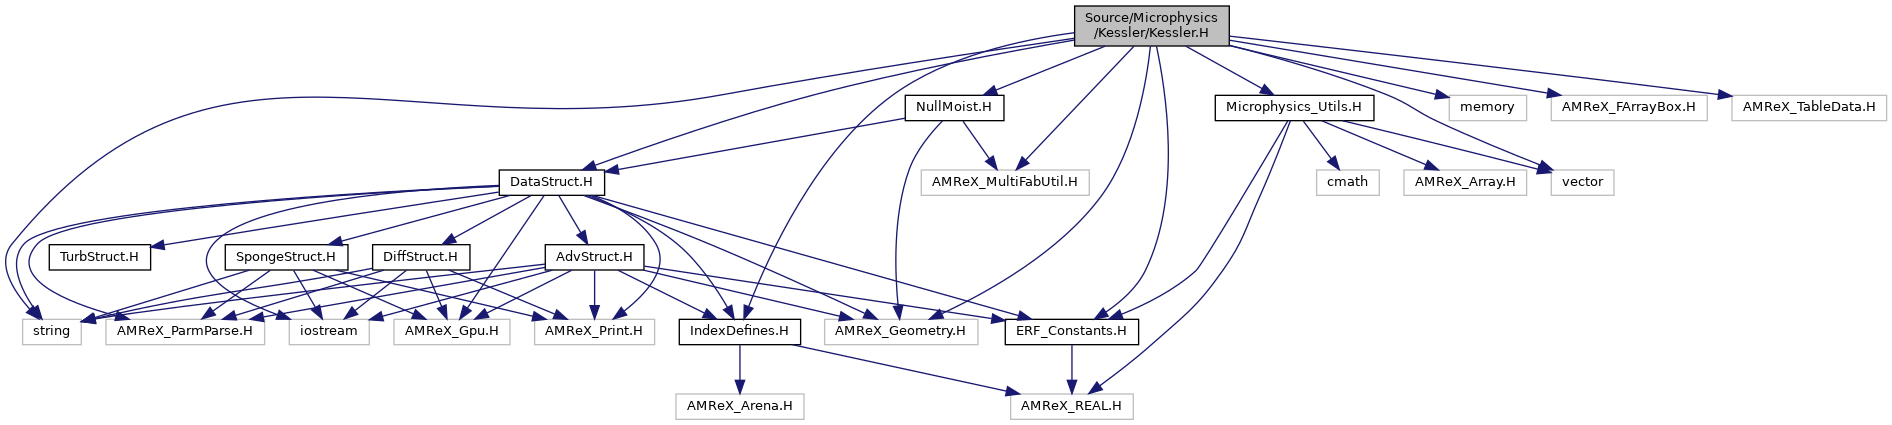 Source/Microphysics
/Kessler/Kessler.H
NullMoist.H
Microphysics_Utils.H
memory
AMReX_FArrayBox.H
AMReX_TableData.H
DataStruct.H
AMReX_MultiFabUtil.H
cmath
AMReX_Array.H
vector
TurbStruct.H
SpongeStruct.H
DiffStruct.H
AdvStruct.H
string
AMReX_ParmParse.H
iostream
AMReX_Gpu.H
AMReX_Print.H
IndexDefines.H
AMReX_Geometry.H
ERF_Constants.H
AMReX_Arena.H
AMReX_REAL.H